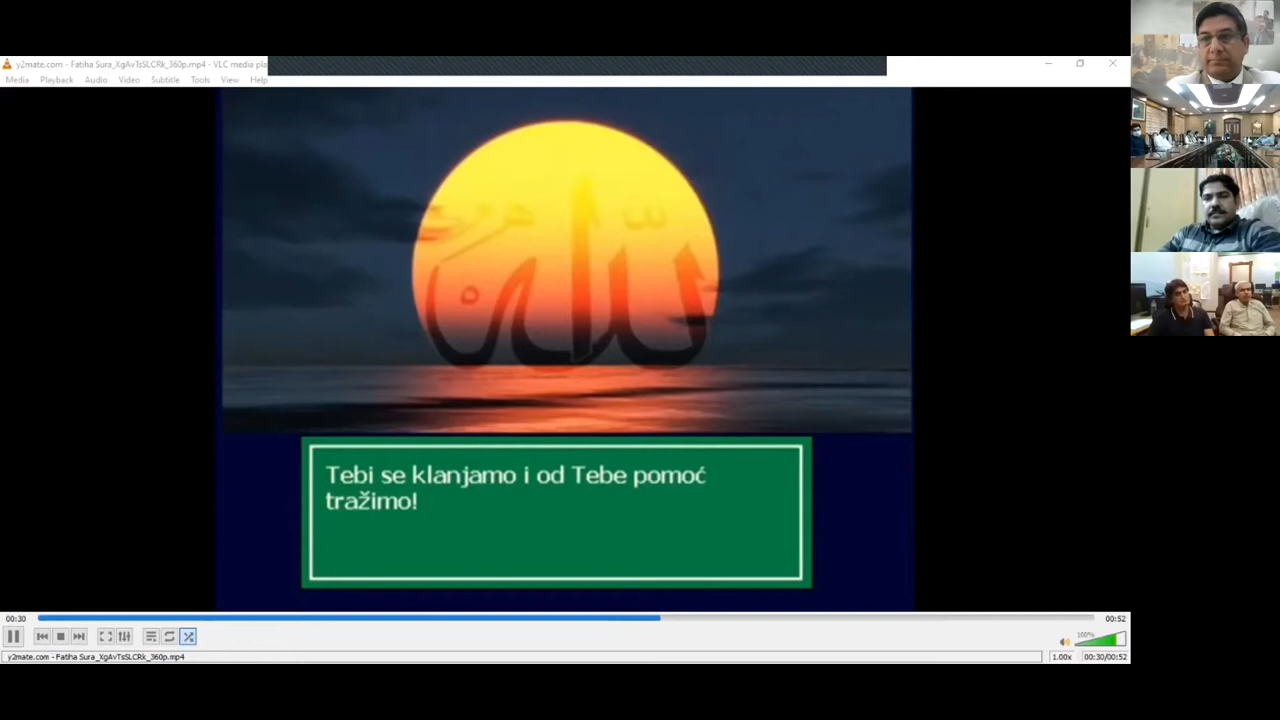 y2mate.com - Fatiha Sura_XgAvTsSLCRk_360p.mp4 - VLC media pla
Media Playback Audio Video Subtitle Tools View Help
الله
Tebi se klanjamo i od Tebe pomoć
tražimo!
00:30
00:52
100%
y2mate.com - Fatiha Sura_XgAvTsSLCRk_360p.mp4
1.00x
00:30/00:52